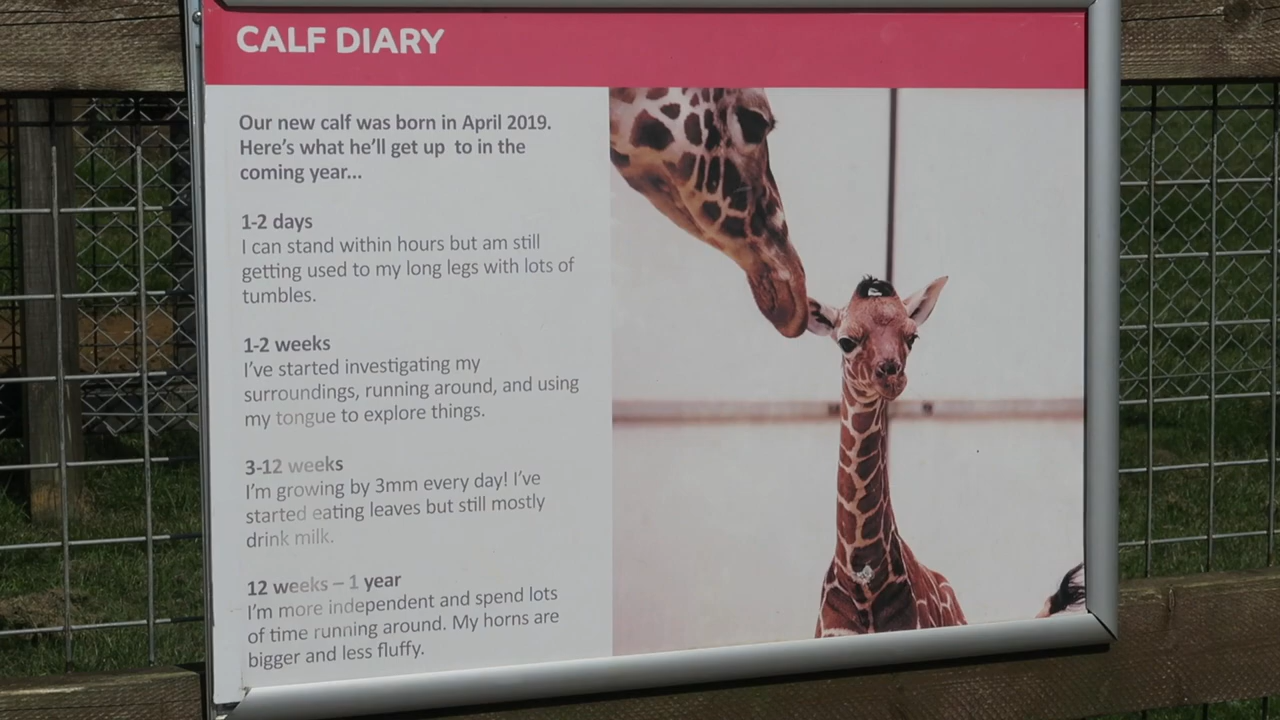 CALF DIARY
Our new calf was born in April 2019.
Here's what he'll get up to in the
coming year...
1-2 days
I can stand within hours but am still
getting used to my long legs with lots of
tumbles.
1-2 weeks
I've started investigating my
surroundings, running around, and using
my tongue to explore things.
3-12 weeks
I'm growing by 3mm every day! I've
started eating leaves but still mostly
drink milk.
12 weeks – 1 year
I'm more independent and spend lots
of time running around. My horns are
bigger and less fluffy.